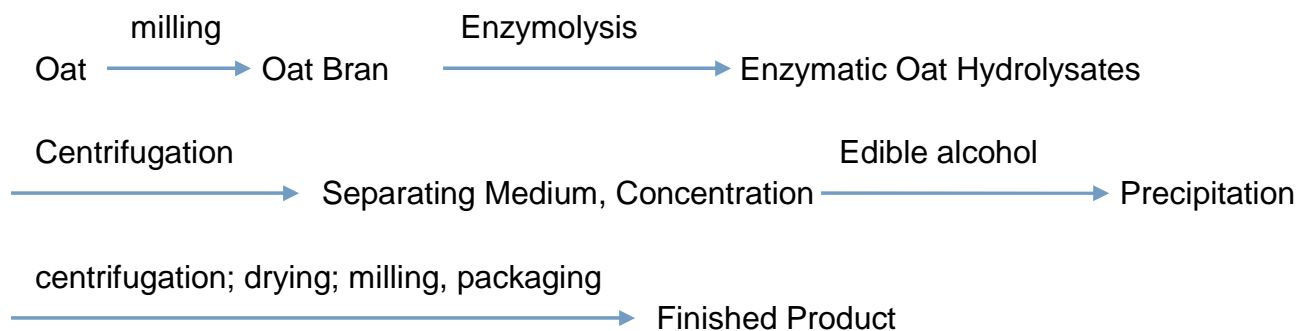 milling Enzymolysis
Oat Oat Bran Enzymatic Oat Hydrolysates
Centrifugation Edible alcohol
Separating Medium, Concentration Precipitation
centrifugation; drying; milling, packaging
Finished Product